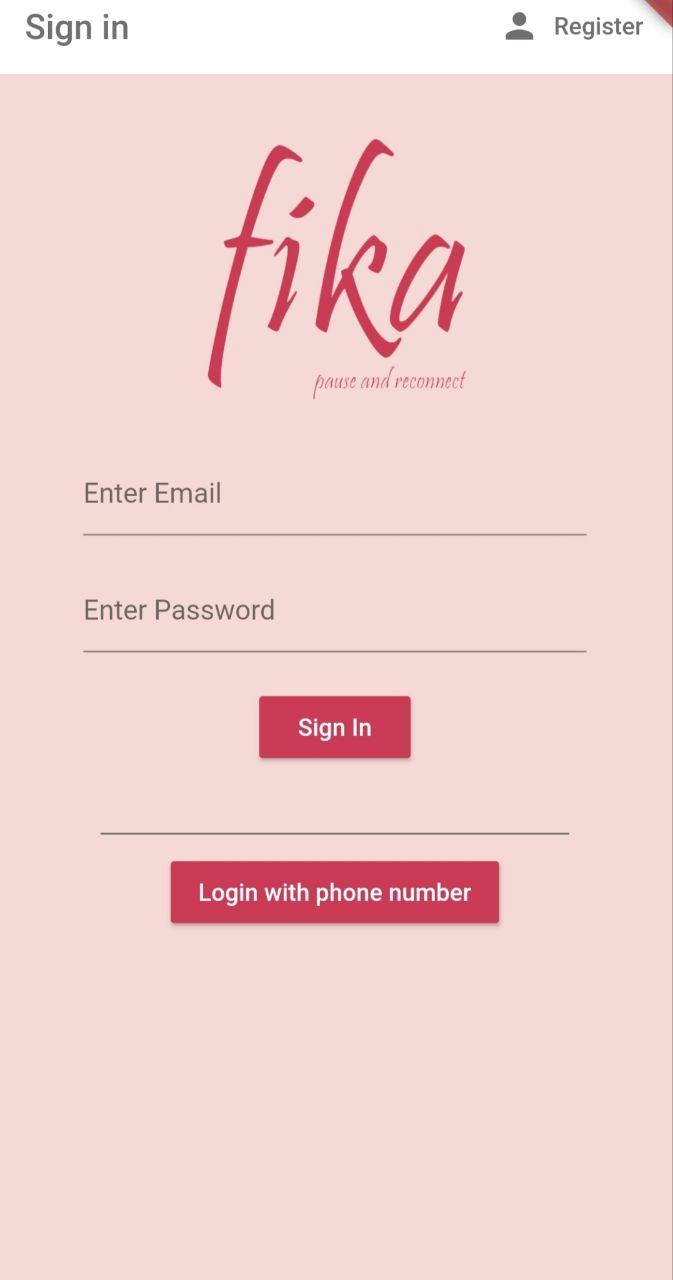 Sign in
Register
fika
pause and reconnect
Enter Email
Enter Password
Sign In
Login with phone number